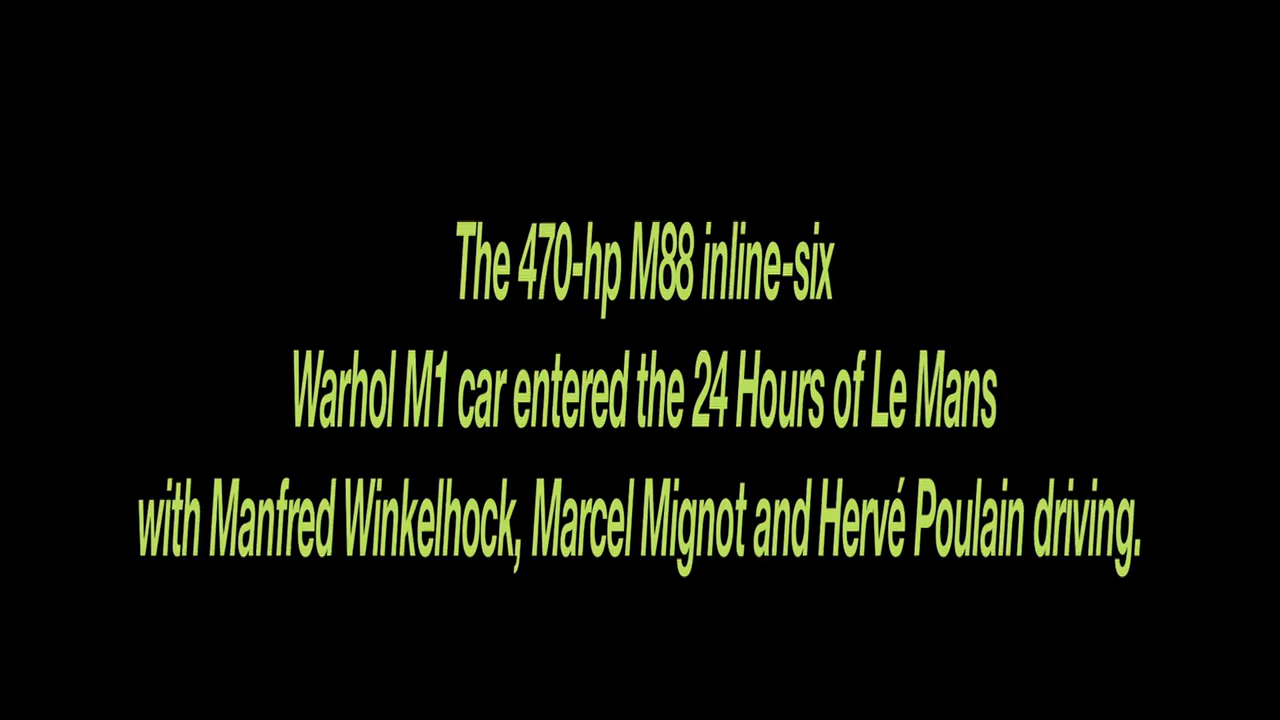 The 470-hp M88 inline-six
Warhol M1 car entered the 24 Hours of Le Mans
with Manfred Winkelhock, Marcel Mignot and Hervé Poulain driving.